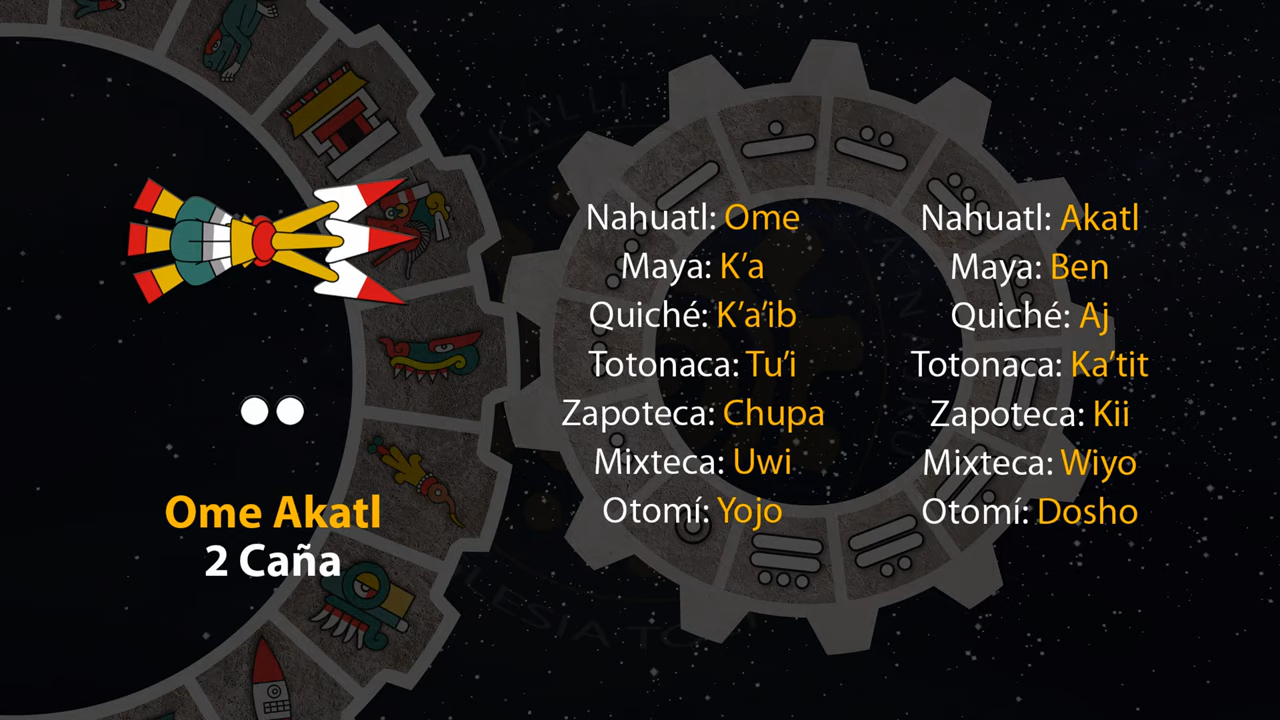 Nahuatl: Ome
Maya: K’a
Quiché: K’a’ib
Totonaca: Tu’i
Zapoteca: Chupa
Mixteca: Uwi
Otomí: Yojo
Nahuatl: Akatl
Maya: Ben
Quiché: Aj
Totonaca: Ka’tit
Zapoteca: Kii
Mixteca: Wiyo
Otomí: Dosho
Ome Akatl
2 Caña